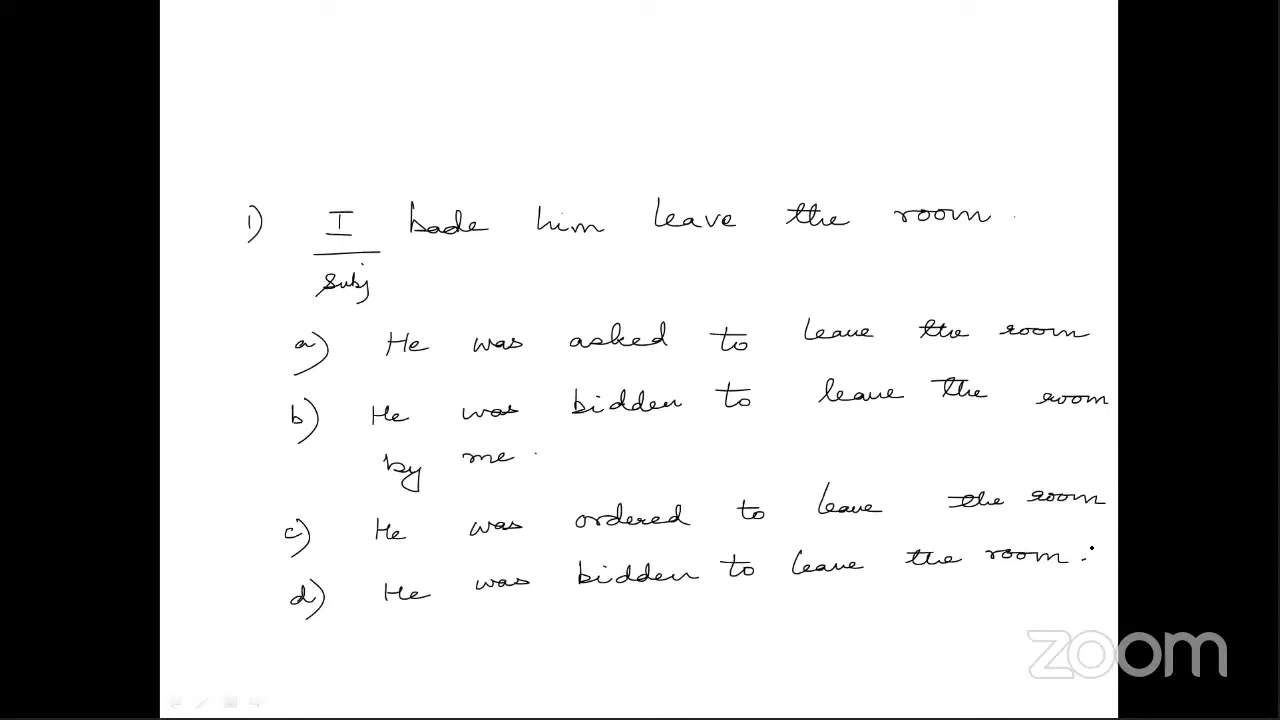 1) I bade him leave the room.
subj
a) He was asked to leave the room
b) He was bidden to leave the room
by me.
c) He was ordered to leave the room
d) He was bidden to leave the room.
zoom